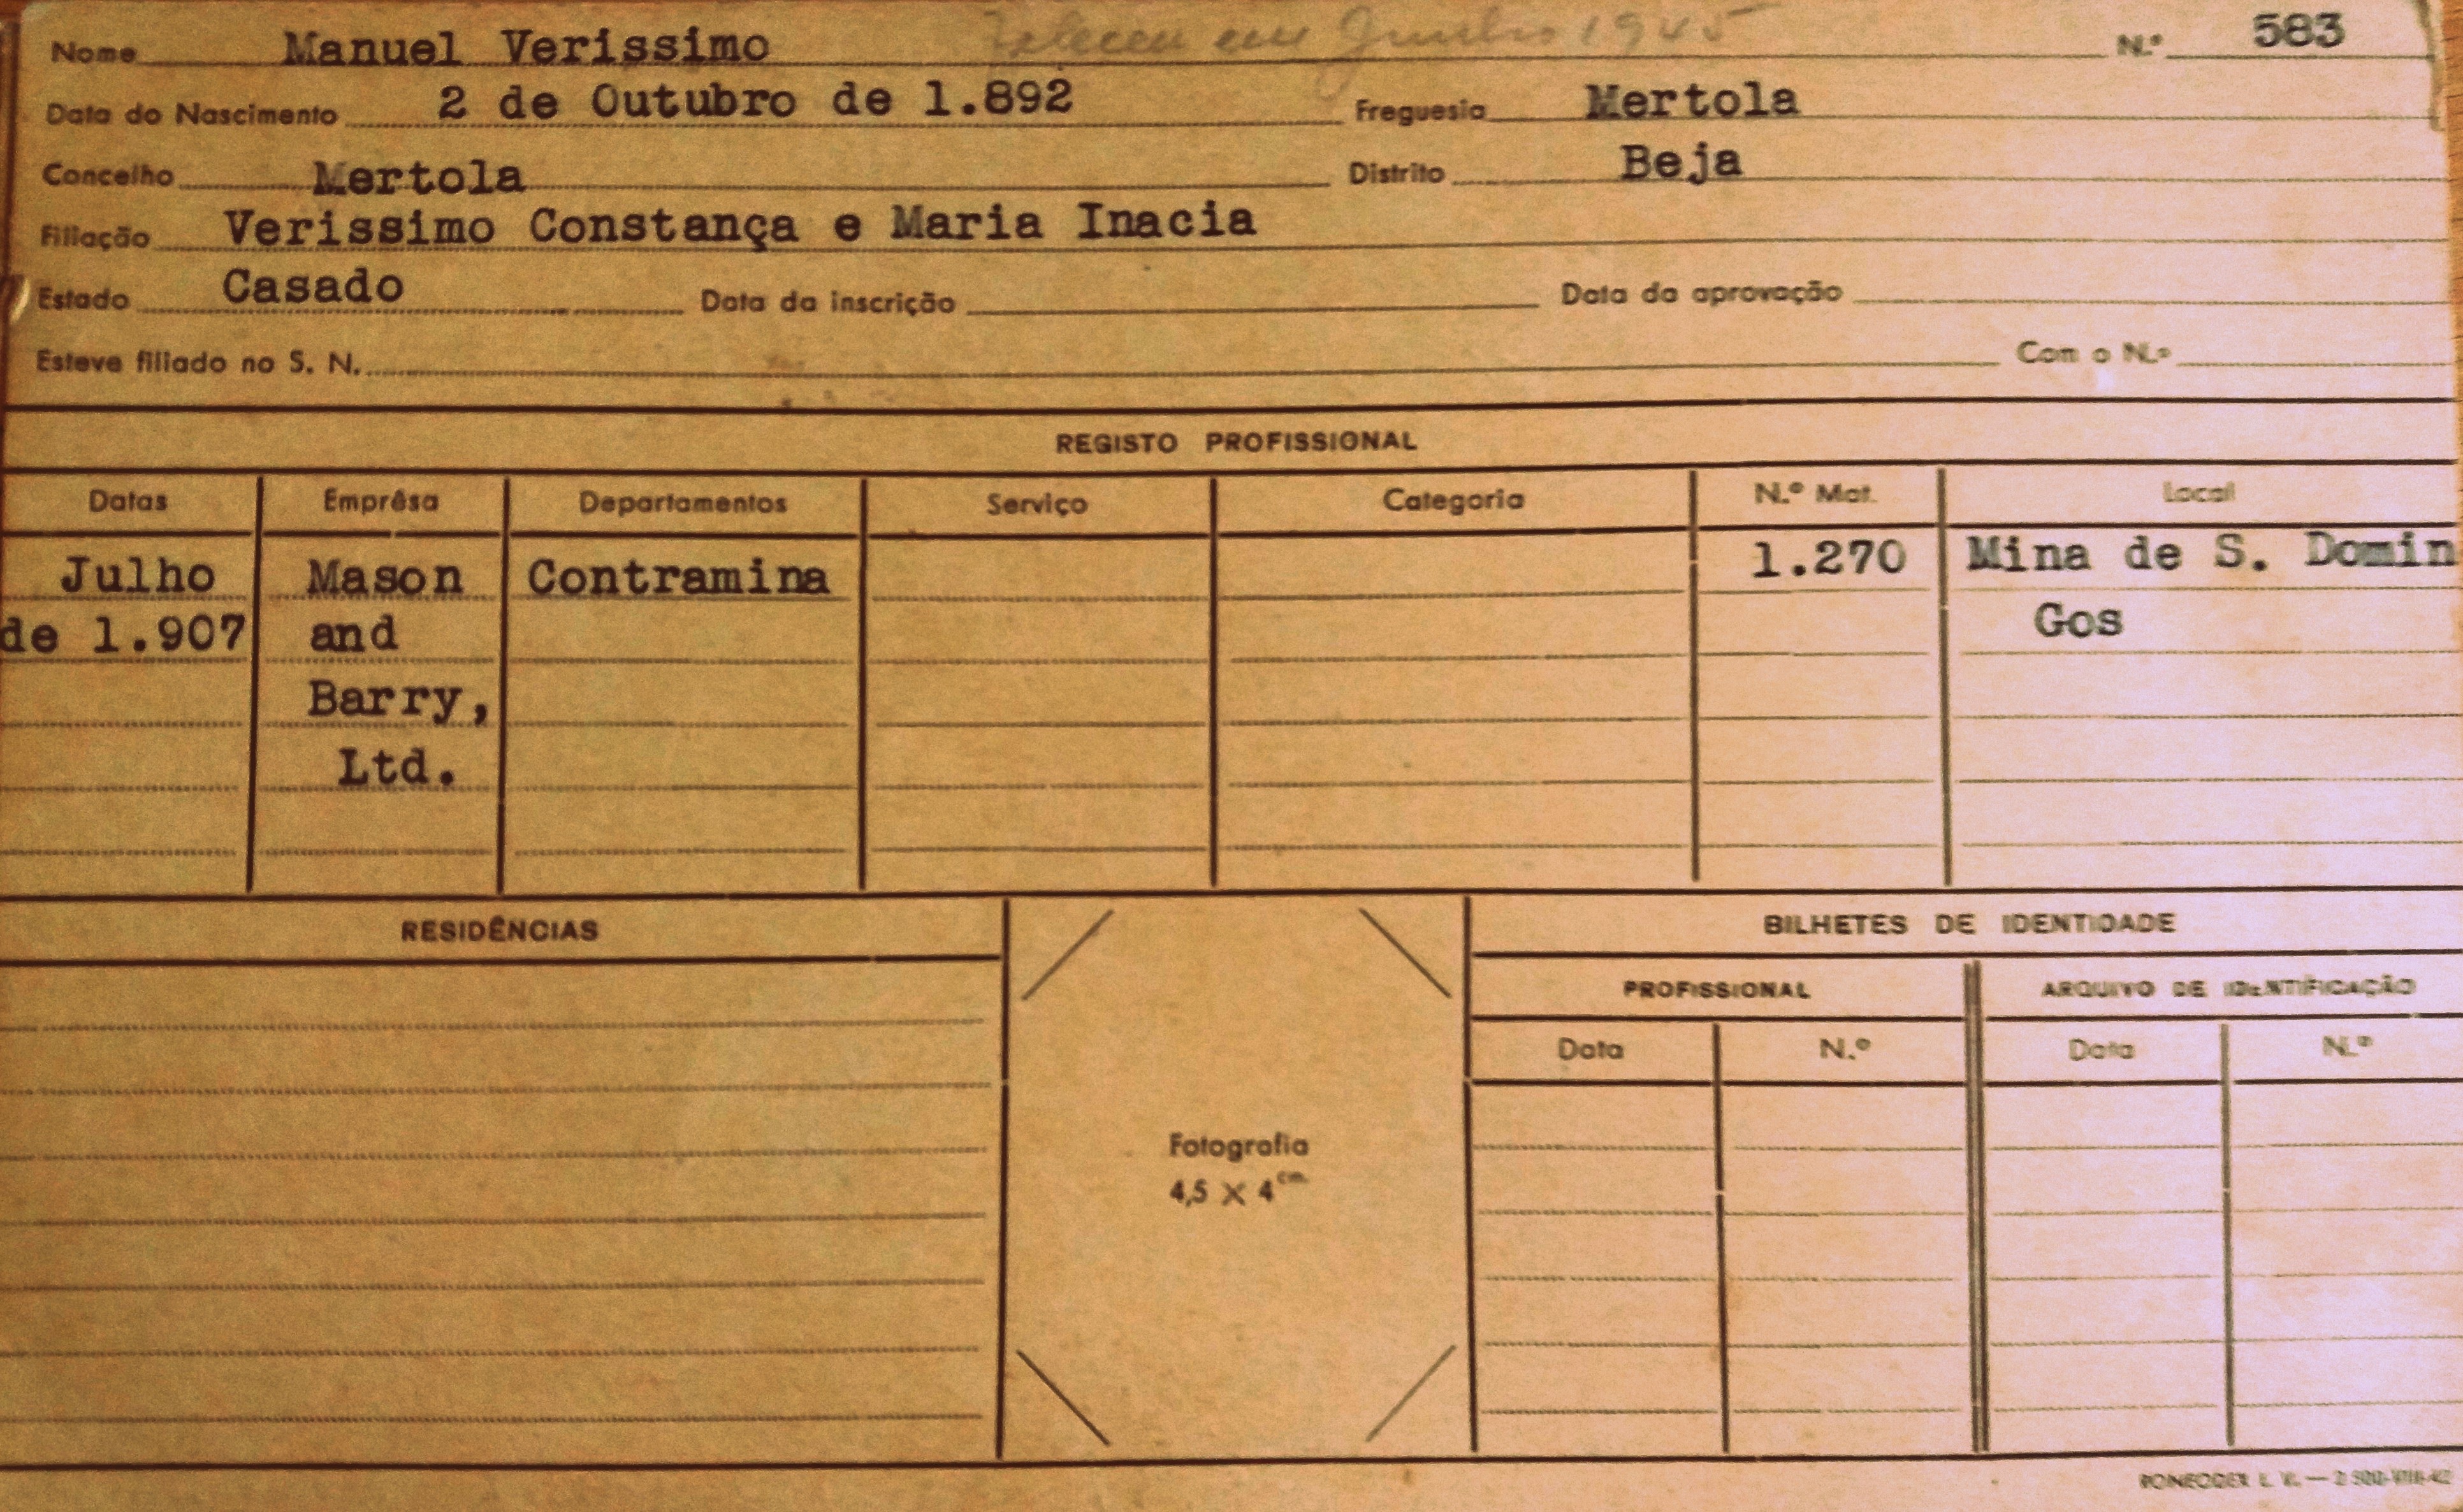 Nome Manuel Verissimo Faleceu em Junho 1945 N.º 583
Data do Nascimento 2 de Outubro de 1.892 Freguesia Mertola
Concelho Mertola Distrito Beja
Filiação Verissimo Constança e Maria Inacia
Estado Casado Data da inscrição Data da aprovação
Esteve filiado no S. N. Com o N.º
REGISTO PROFISSIONAL
Datas Emprêsa Departamentos Serviço Categoria N.º Mat. Local
Julho Mason Contramina 1.270 Mina de S. Domin
de 1.907 and Gos
Barry,
Ltd.
RESIDÊNCIAS BILHETES DE IDENTIDADE
PROFISSIONAL ARQUIVO DE IDENTIFICAÇÃO
Data N.º Data N.º
Fotografia
4,5 X 4 cm.